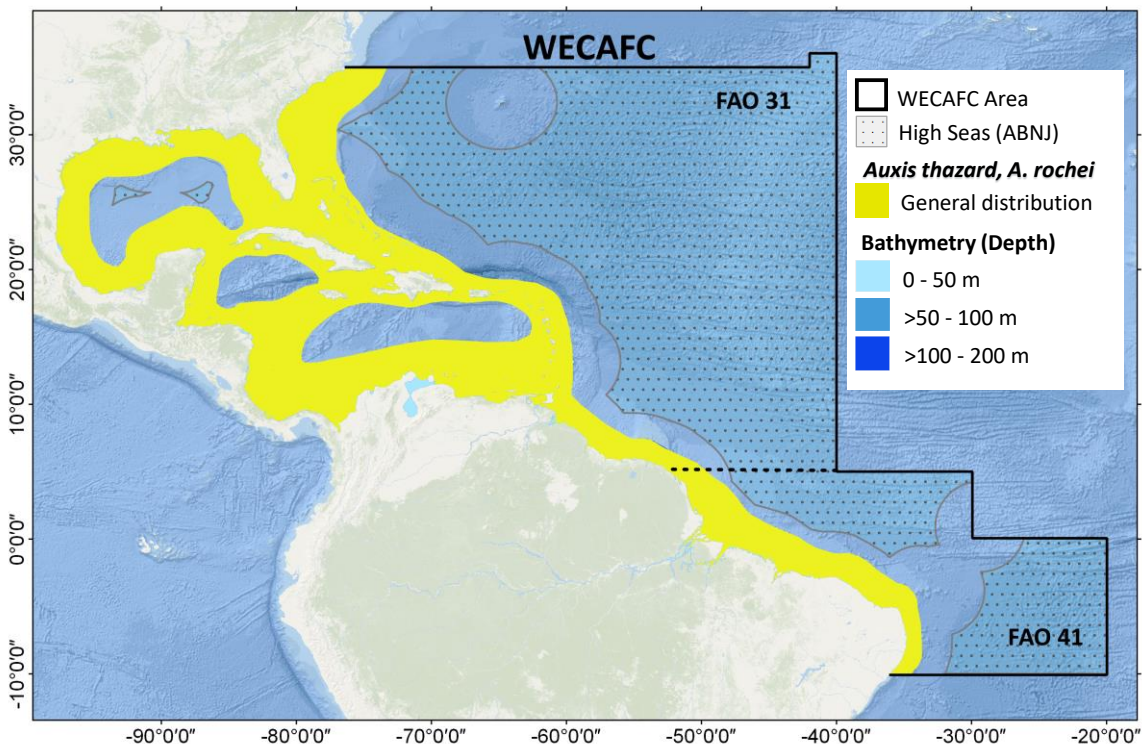 WECAFC
FAO 31
WECAFC Area
High Seas (ABNJ)
Auxis thazard, A. rochei
General distribution
Bathymetry (Depth)
0 - 50 m
>50 - 100 m
>100 - 200 m
FAO 41
30°0'0"
20°0'0"
10°0'0"
0°0'0"
-10°0'0"
-90°0'0"
-80°0'0"
-70°0'0"
-60°0'0"
-50°0'0"
-40°0'0"
-30°0'0"
-20°0'0"